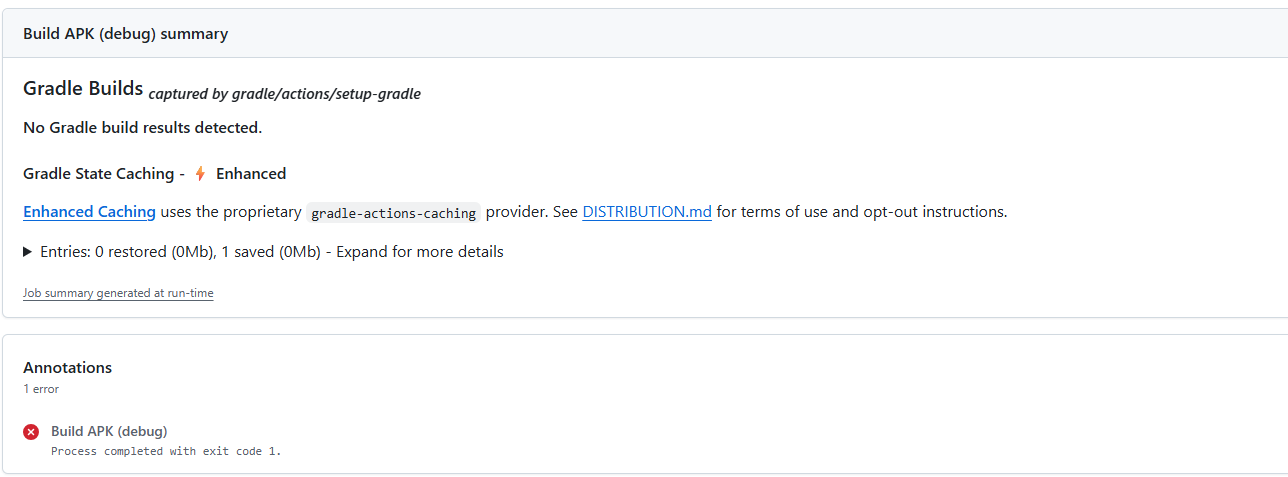 Build APK (debug) summary
Gradle Builds captured by gradle/actions/setup-gradle
No Gradle build results detected.
Gradle State Caching - ⚡ Enhanced
Enhanced Caching uses the proprietary gradle-actions-caching provider. See DISTRIBUTION.md for terms of use and opt-out instructions.
Entries: 0 restored (0Mb), 1 saved (0Mb) - Expand for more details
Job summary generated at run-time
Annotations
1 error
Build APK (debug)
Process completed with exit code 1.